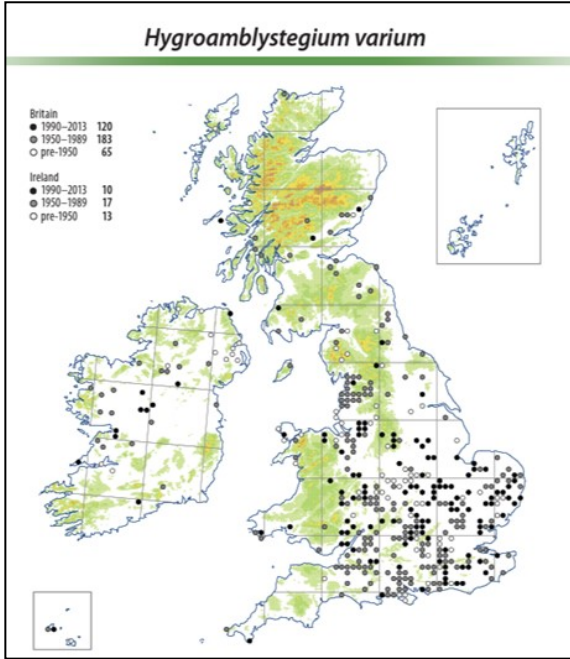 Hygroamblystegium varium
Britain
● 1990–2013 120
● 1950–1989 183
○ pre-1950 65
Ireland
● 1990–2013 10
● 1950–1989 17
○ pre-1950 13